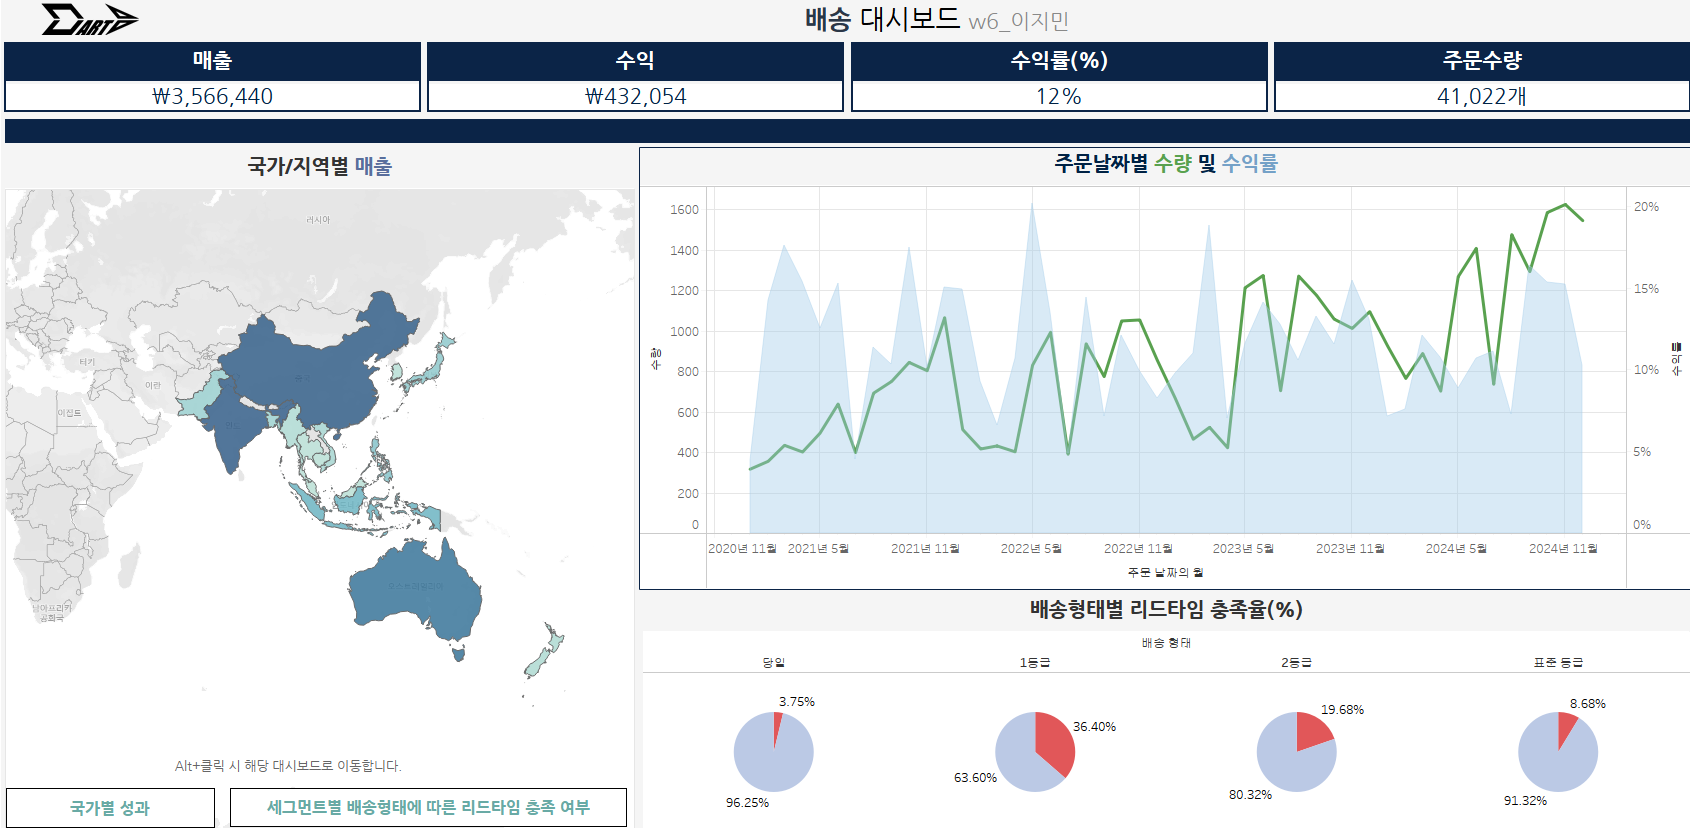 DART
배송 대시보드 w6_이지민
매출
수익
수익률(%)
주문수량
₩3,566,440
₩432,054
12%
41,022개
국가/지역별 매출
러시아
터키
이란
이집트
중국
인도
오스트레일리아
남아프리카
공화국
Alt+클릭 시 해당 대시보드로 이동합니다.
국가별 성과
세그먼트별 배송형태에 따른 리드타임 충족 여부
주문날짜별 수량 및 수익률
수량
1600
1400
1200
1000
800
600
400
200
0
20%
15%
10%
5%
0%
수익률
2020년 11월
2021년 5월
2021년 11월
2022년 5월
2022년 11월
2023년 5월
2023년 11월
2024년 5월
2024년 11월
주문 날짜의 월
배송형태별 리드타임 충족율(%)
배송 형태
당일
1등급
2등급
표준 등급
3.75%
96.25%
36.40%
63.60%
19.68%
80.32%
8.68%
91.32%